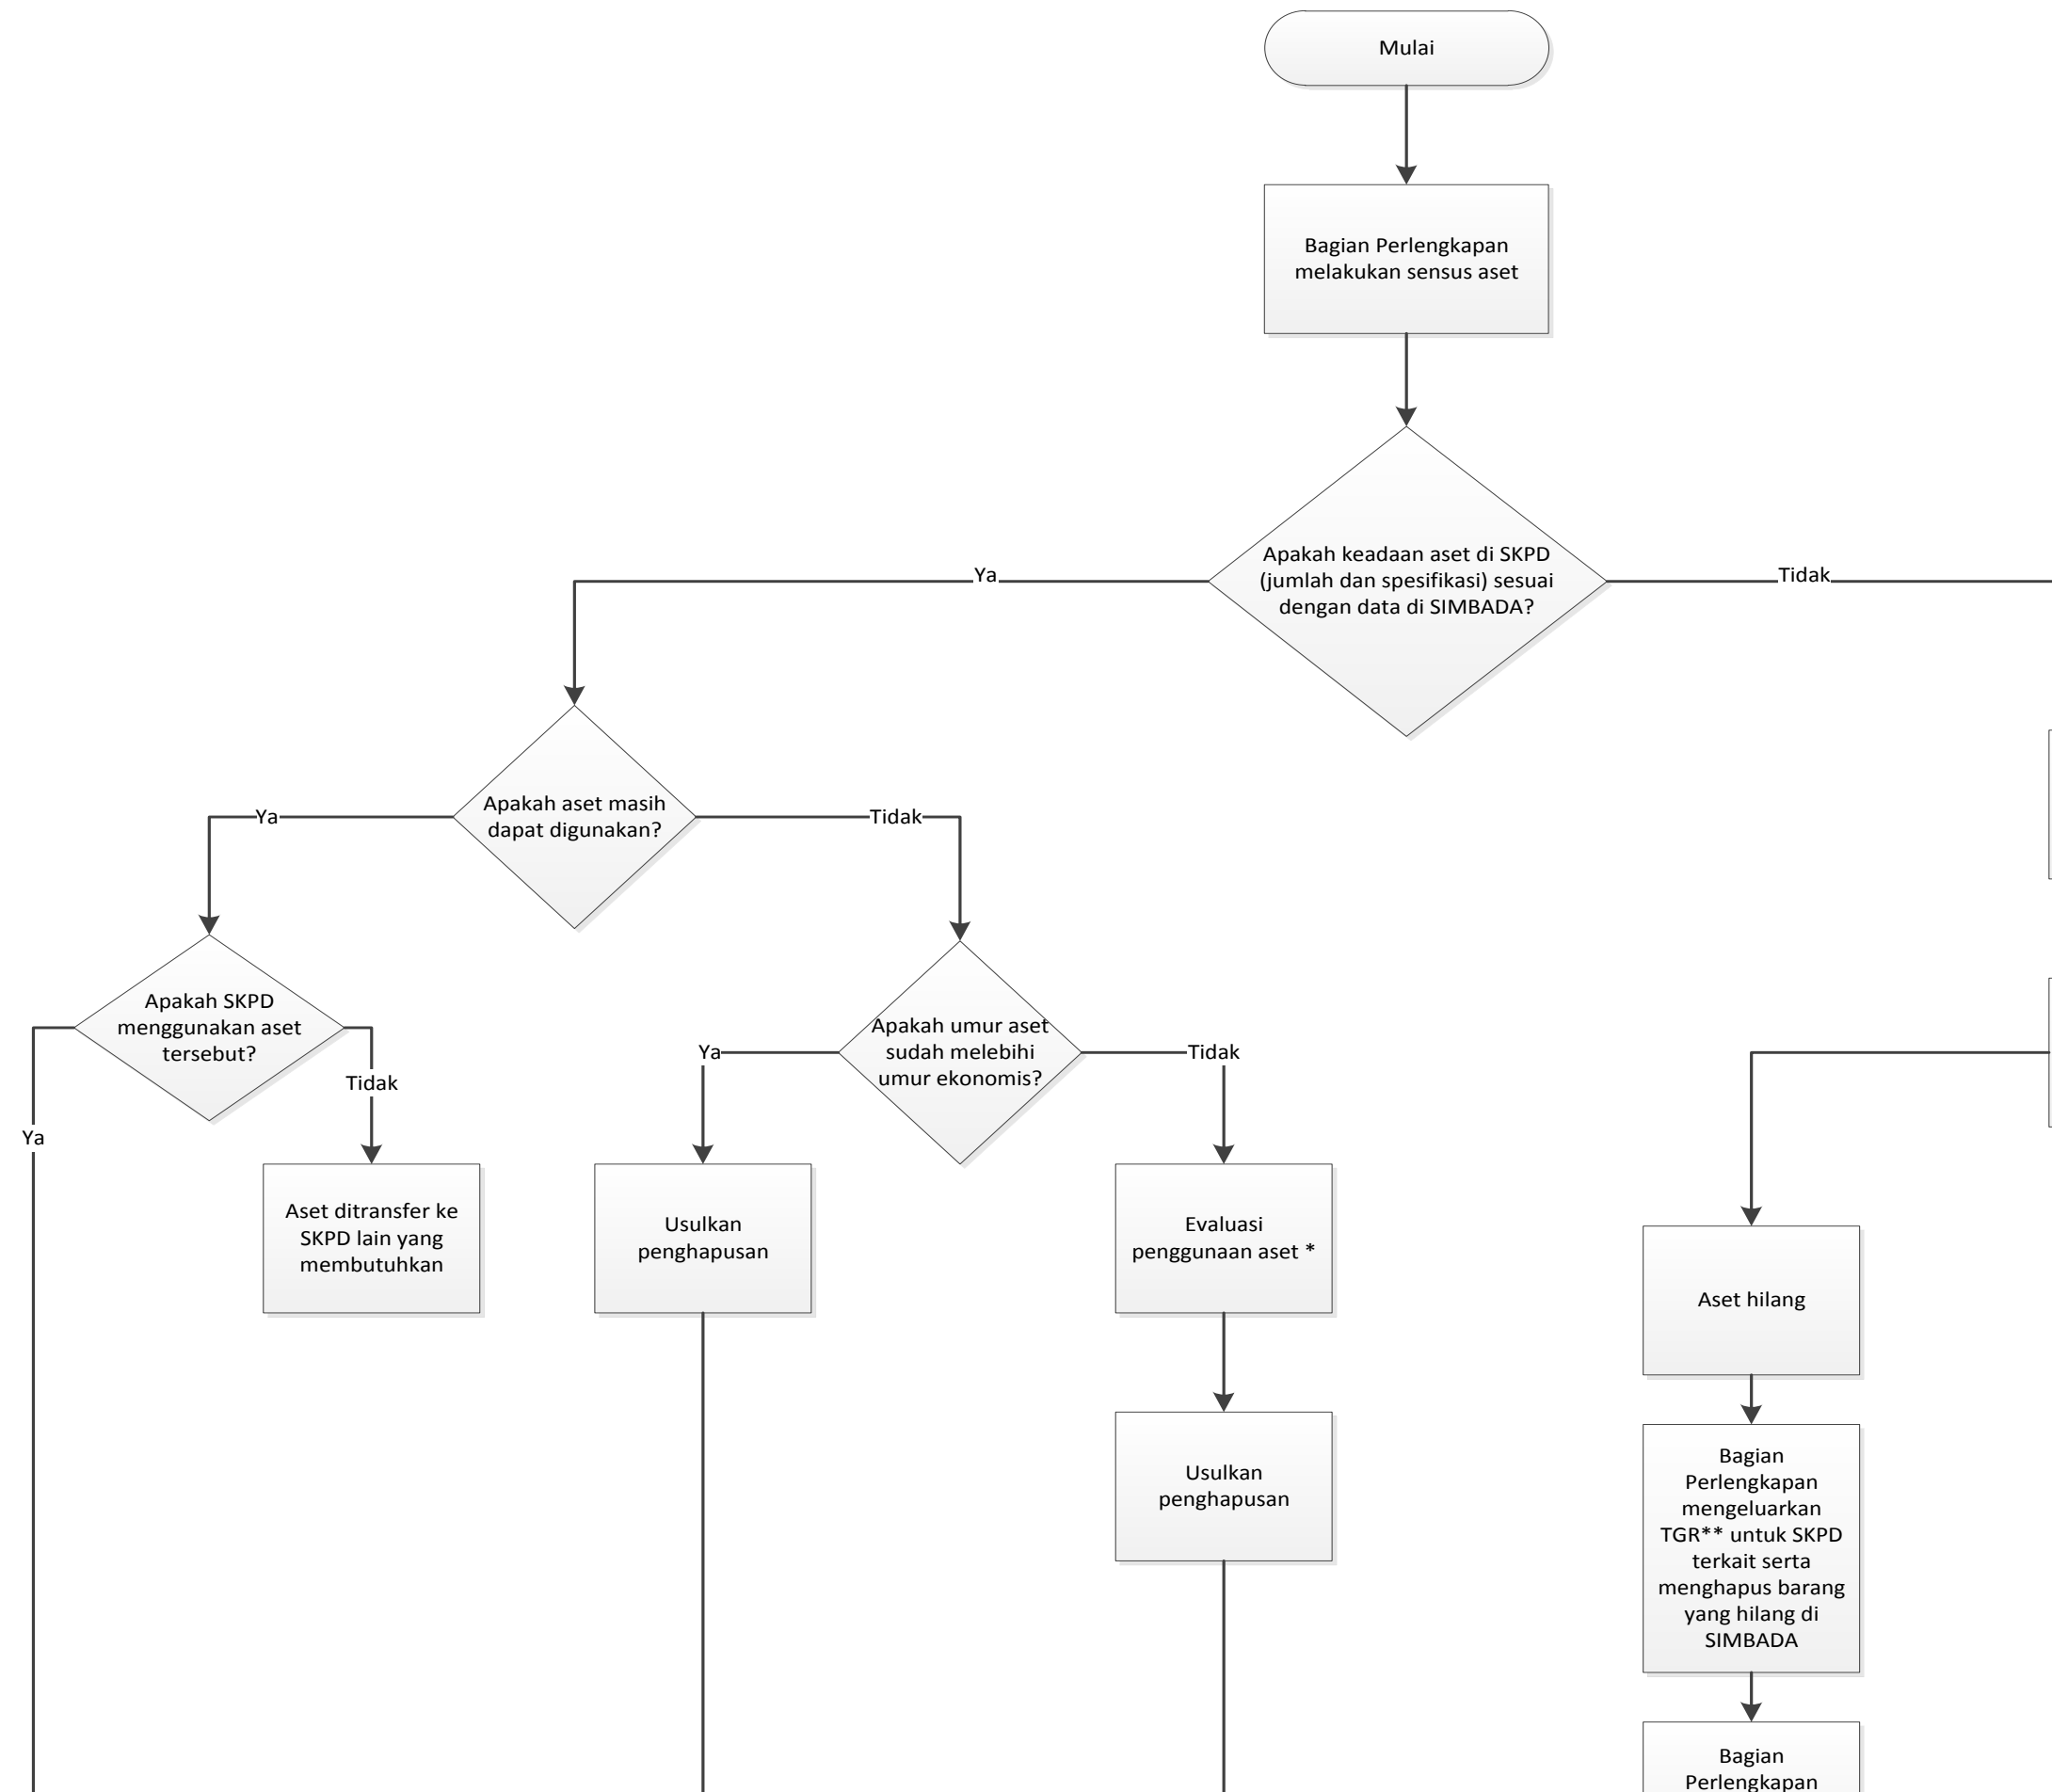 Mulai
Bagian Perlengkapan
melakukan sensus aset
Apakah keadaan aset di SKPD
(jumlah dan spesifikasi) sesuai
dengan data di SIMBADA?
Ya
Tidak
Apakah aset masih
dapat digunakan?
Ya
Tidak
Apakah SKPD
menggunakan aset
tersebut?
Ya
Tidak
Apakah umur aset
sudah melebihi
umur ekonomis?
Ya
Tidak
Aset ditransfer ke
SKPD lain yang
membutuhkan
Usulkan
penghapusan
Evaluasi
penggunaan aset *
Usulkan
penghapusan
Aset hilang
Bagian
Perlengkapan
mengeluarkan
TGR** untuk SKPD
terkait serta
menghapus barang
yang hilang di
SIMBADA
Bagian
Perlengkapan